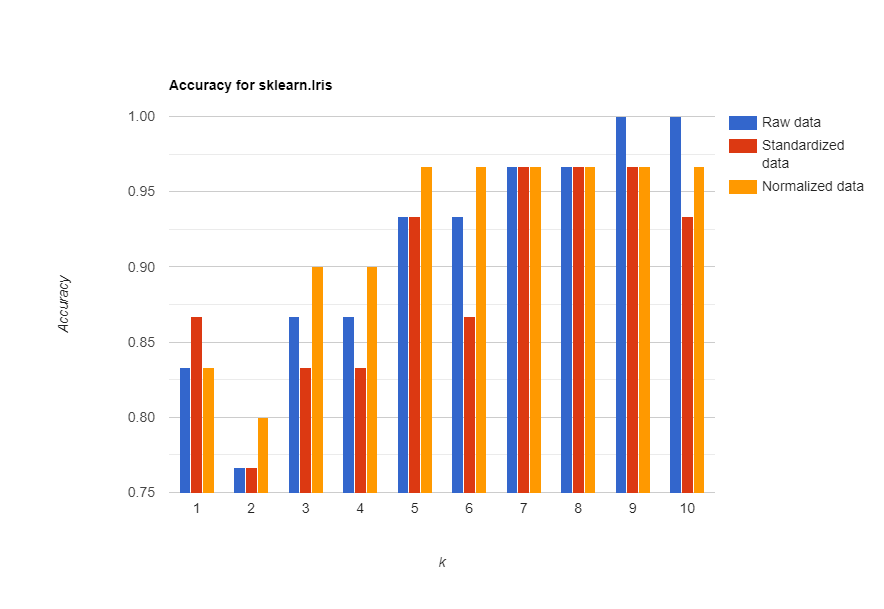 Accuracy for sklearn.Iris
1.00
0.95
0.90
0.85
0.80
0.75
Accuracy
1 2 3 4 5 6 7 8 9 10
k
Raw data
Standardized
data
Normalized data